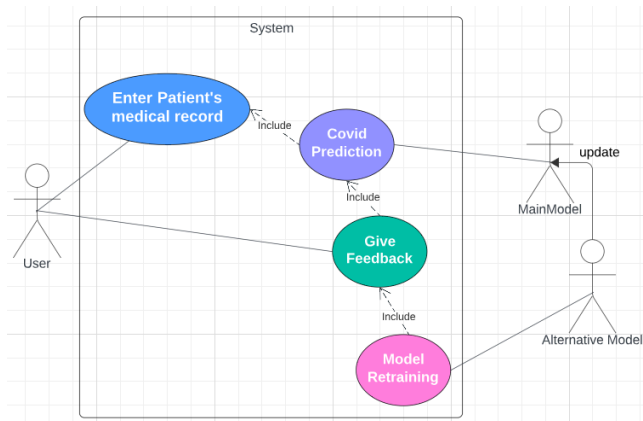 System
Enter Patient's
medical record
Include
Covid
Prediction
update
MainModel
Include
User
Give
Feedback
Include
Alternative Model
Model
Retraining